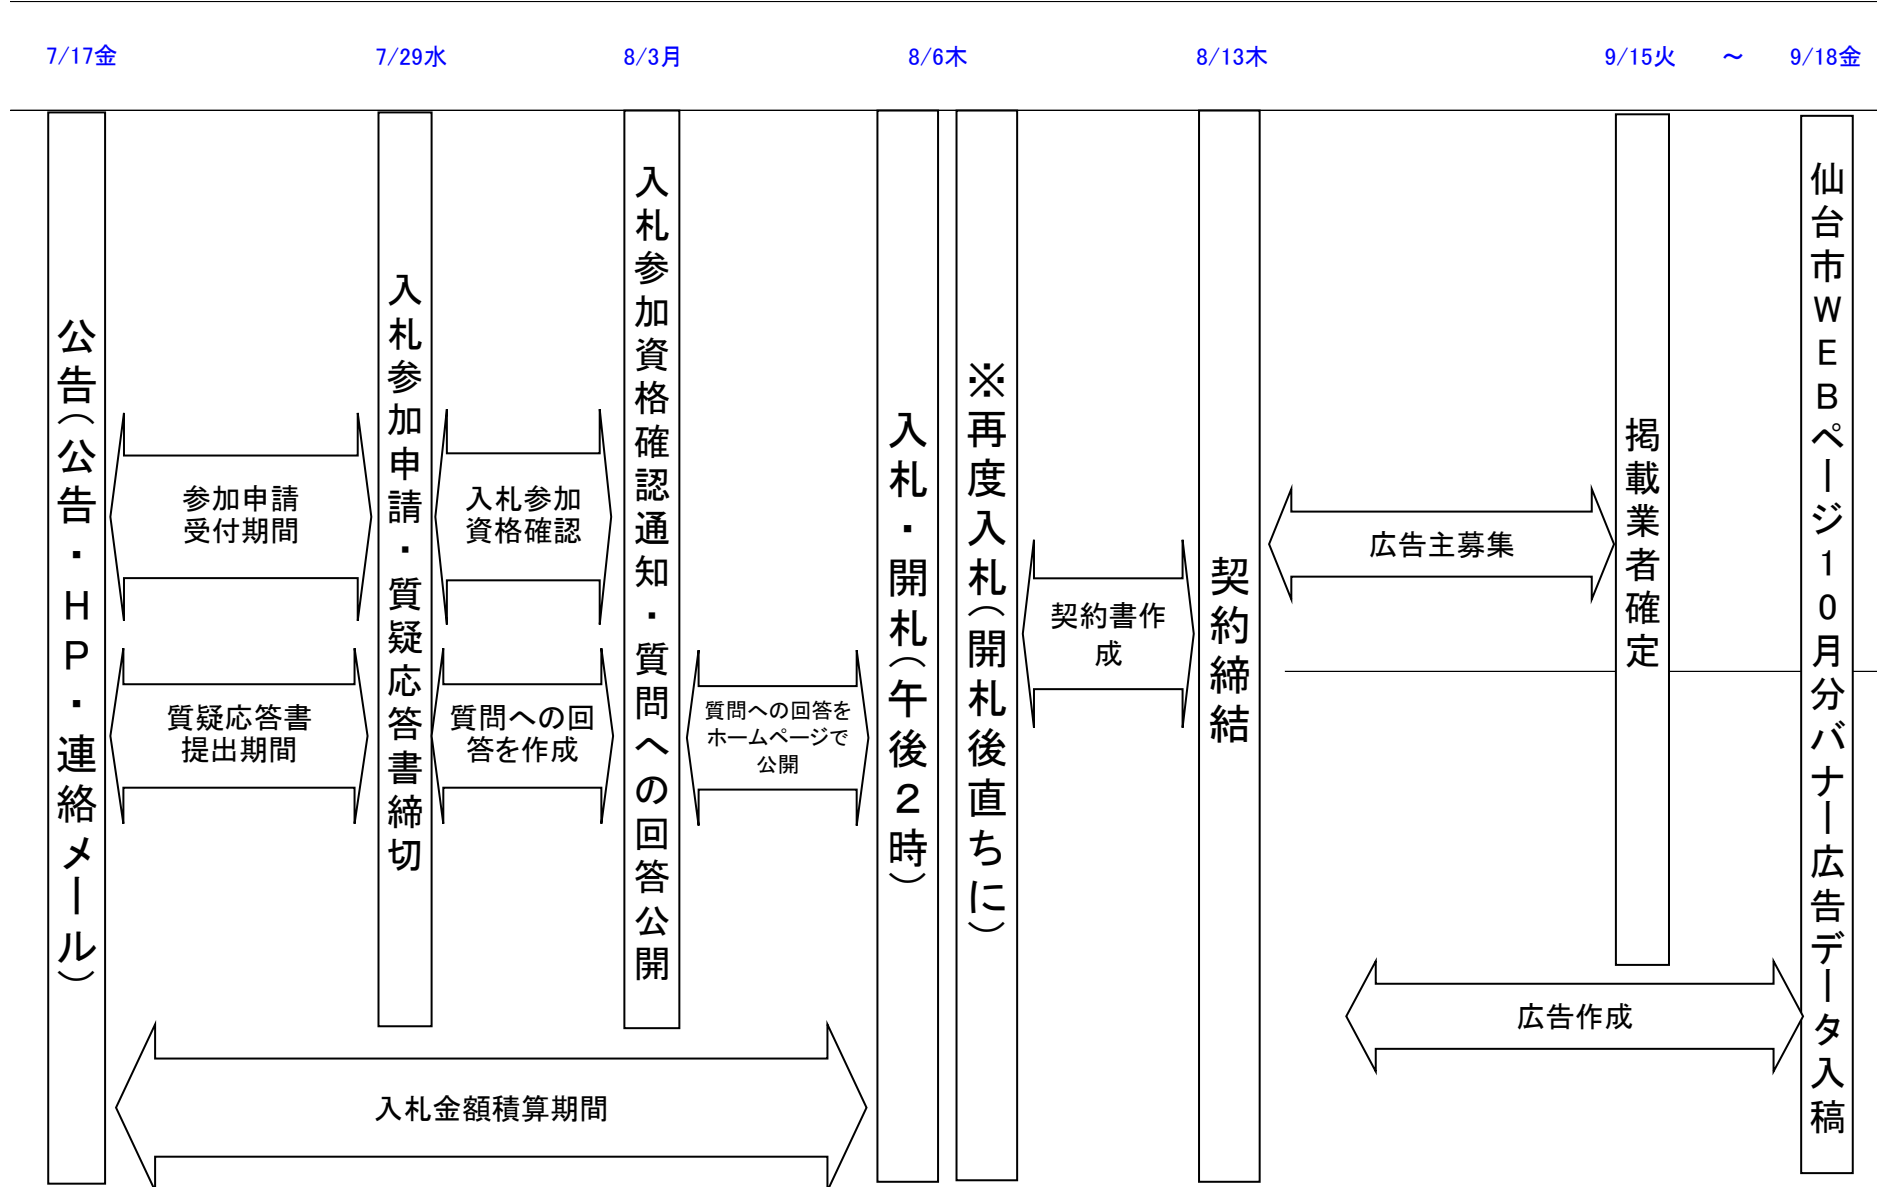 7/17金 7/29水 8/3月 8/6木 8/13木 9/15火 ～ 9/18金
公告(公告・HP・連絡メール)
参加申請
受付期間
質疑応答書
提出期間
入札参加申請・質疑応答書締切
入札参加
資格確認
質問への回
答を作成
入札参加資格確認通知・質問への回答公開
質問への回答を
ホームページで
公開
入札金額積算期間
入札・開札(午後2時)
※再度入札(開札後直ちに)
契約書作
成
契約締結
広告主募集
掲載業者確定
広告作成
仙台市WEBページ10月分バナー広告データ入稿